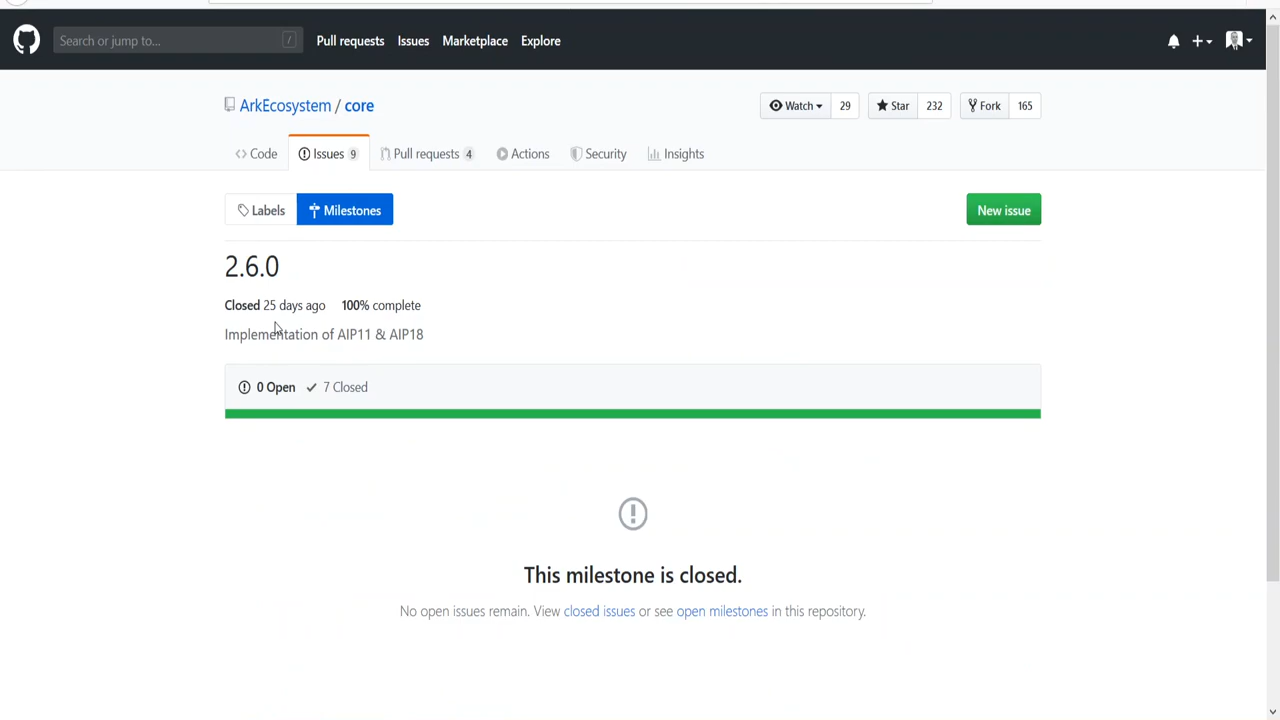 Search or jump to... /
Pull requests Issues Marketplace Explore
ArkEcosystem / core
Watch 29 Star 232 Fork 165
Code Issues 9 Pull requests 4 Actions Security Insights
Labels Milestones New issue
2.6.0
Closed 25 days ago 100% complete
Implementation of AIP11 & AIP18
0 Open 7 Closed
This milestone is closed.
No open issues remain. View closed issues or see open milestones in this repository.